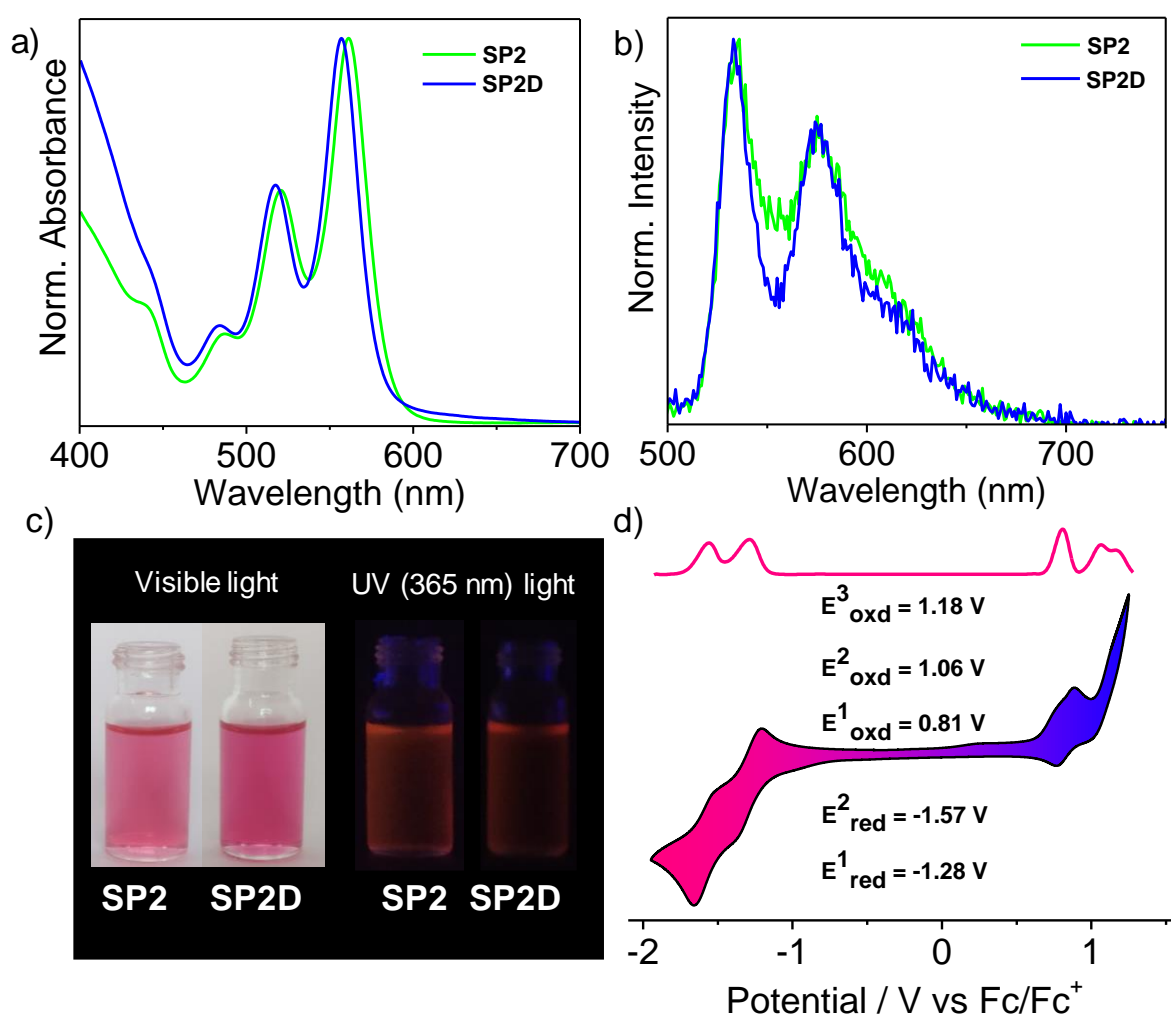 a)
SP2
SP2D
Norm. Absorbance
400 500 600 700
Wavelength (nm)
b)
SP2
SP2D
Norm. Intensity
500 600 700
Wavelength (nm)
c)
Visible light UV (365 nm) light
SP2 SP2D SP2 SP2D
d)
E³oxd = 1.18 V
E²oxd = 1.06 V
E¹oxd = 0.81 V
E²red = -1.57 V
E¹red = -1.28 V
-2 -1 0 1
Potential / V vs Fc/Fc⁺